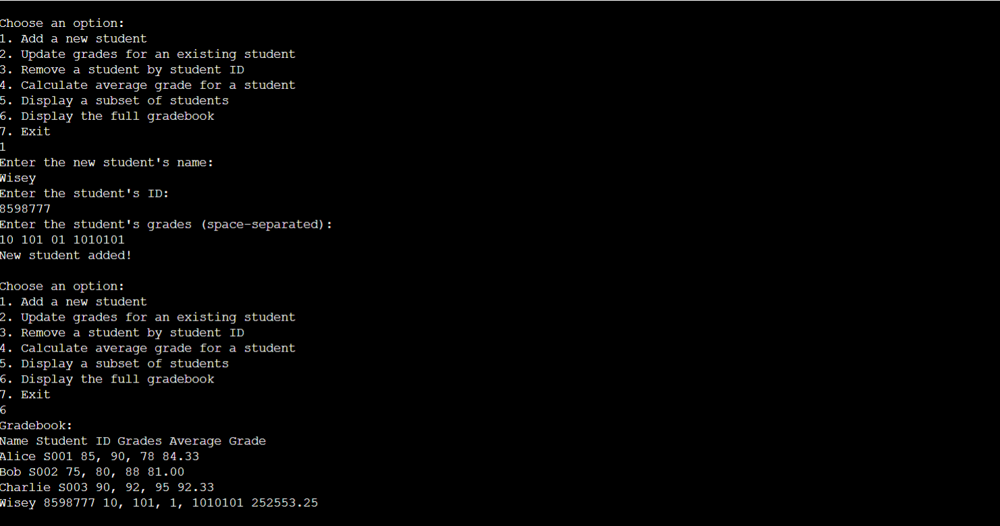 Choose an option:
1. Add a new student
2. Update grades for an existing student
3. Remove a student by student ID
4. Calculate average grade for a student
5. Display a subset of students
6. Display the full gradebook
7. Exit
1
Enter the new student's name:
Wisey
Enter the student's ID:
8598777
Enter the student's grades (space-separated):
10 101 01 1010101
New student added!
Choose an option:
1. Add a new student
2. Update grades for an existing student
3. Remove a student by student ID
4. Calculate average grade for a student
5. Display a subset of students
6. Display the full gradebook
7. Exit
6
Gradebook:
Name Student ID Grades Average Grade
Alice S001 85, 90, 78 84.33
Bob S002 75, 80, 88 81.00
Charlie S003 90, 92, 95 92.33
Wisey 8598777 10, 101, 1, 1010101 252553.25